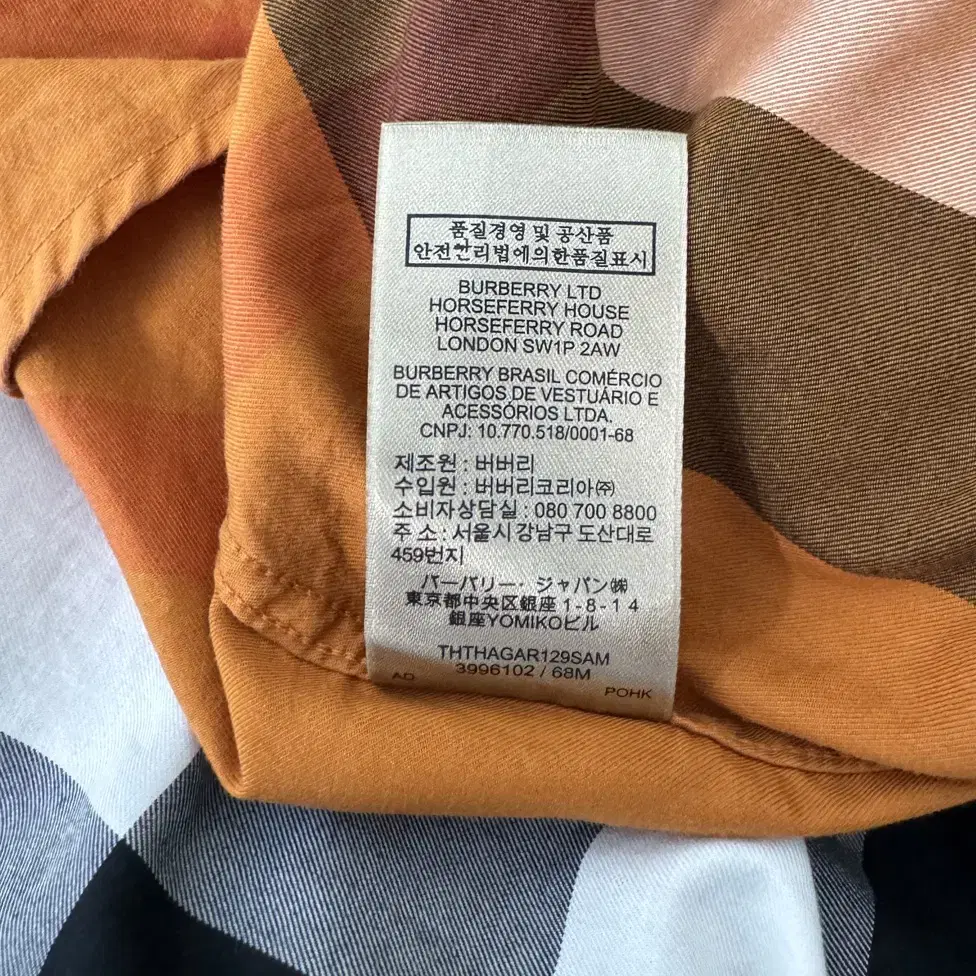 품질경영 및 공산품
안전관리법에의한품질표시
BURBERRY LTD
HORSEFERRY HOUSE
HORSEFERRY ROAD
LONDON SW1P 2AW
BURBERRY BRASIL COMÉRCIO
DE ARTIGOS DE VESTUÁRIO E
ACESSÓRIOS LTDA.
CNPJ: 10.770.518/0001-68
제조원 : 버버리
수입원 : 버버리코리아㈜
소비자상담실 : 080 700 8800
주 소 : 서울시 강남구 도산대로
459번지
バーバリー・ジャパン㈱
東京都中央区銀座 1-8-1 4
銀座YOMIKOビル
THTHAGAR129SAM
3996102 / 68M
AD
POHK